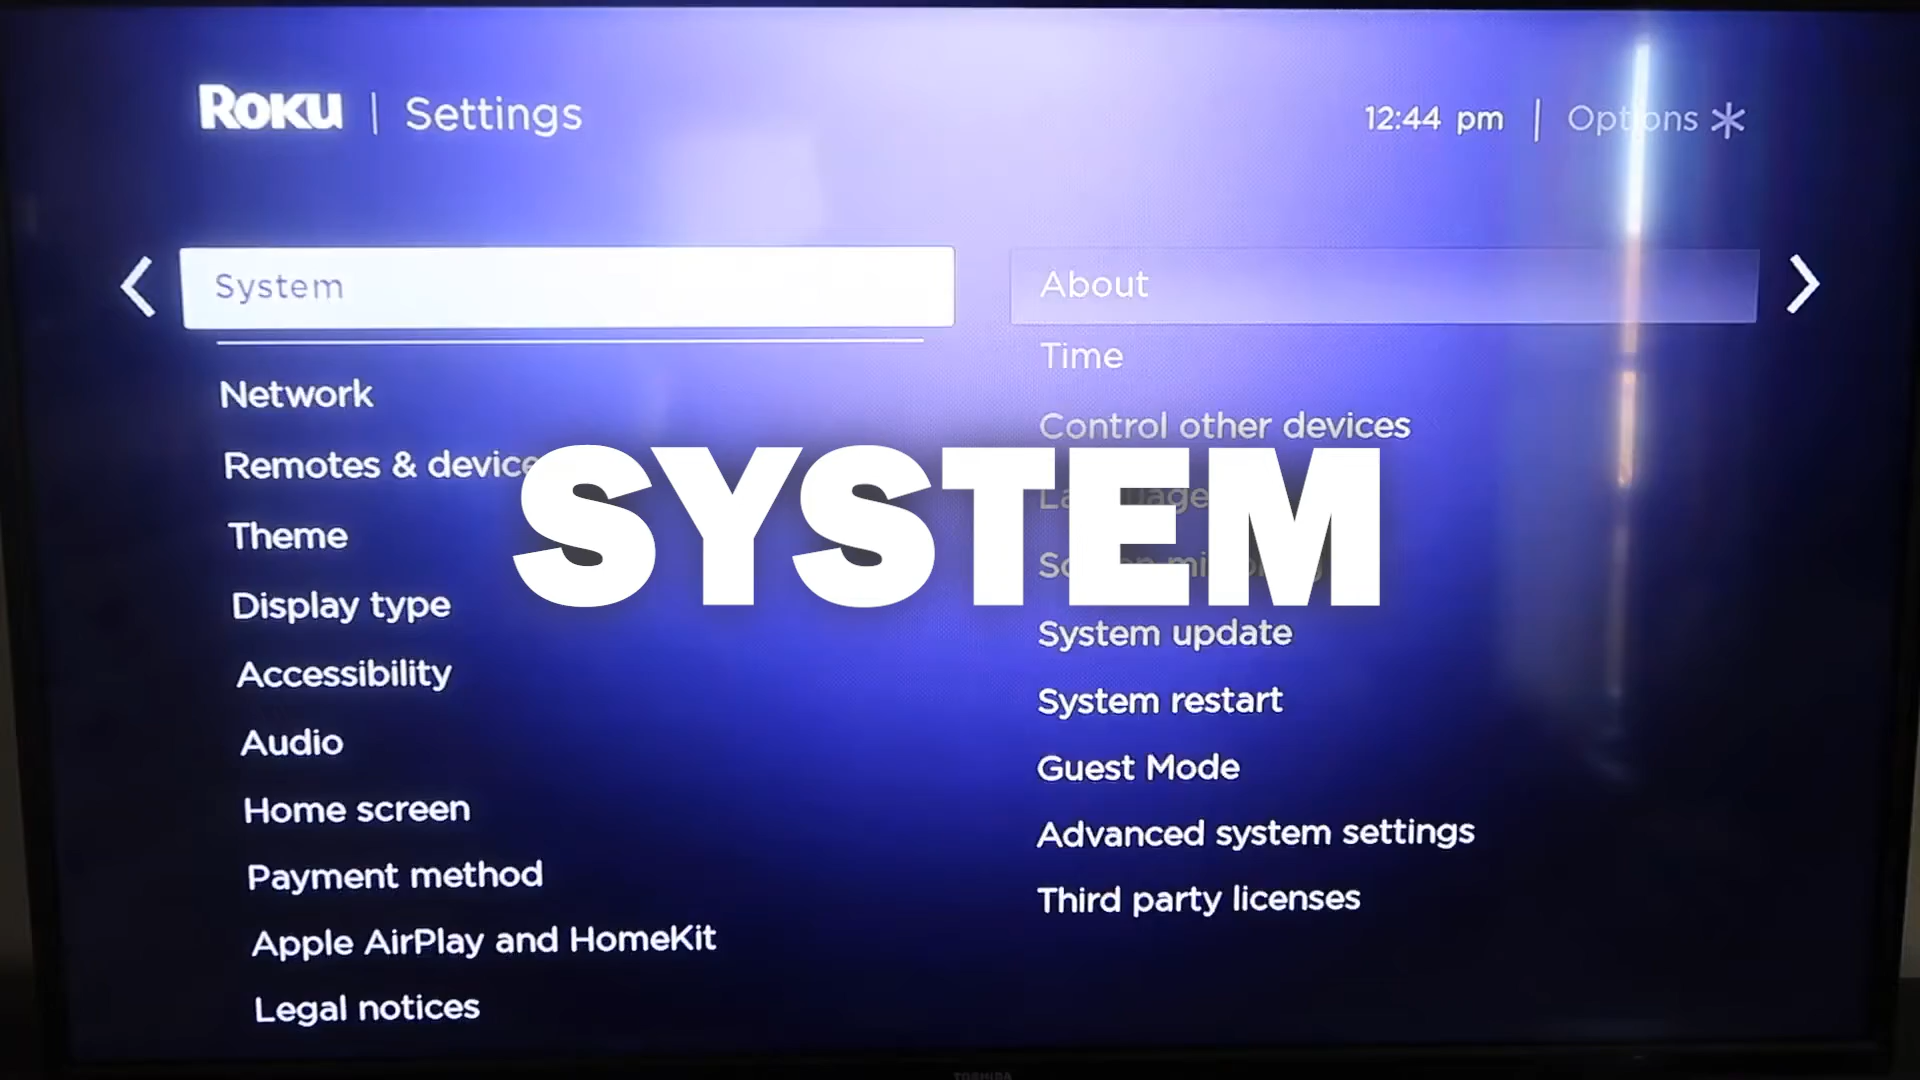 Roku | Settings
12:44 pm | Options
System
Network
Remotes & device
Theme
Display type
Accessibility
Audio
Home screen
Payment method
Apple AirPlay and HomeKit
Legal notices
About
Time
Control other devices
System update
System restart
Guest Mode
Advanced system settings
Third party licenses
SYSTEM
TOSHIBA